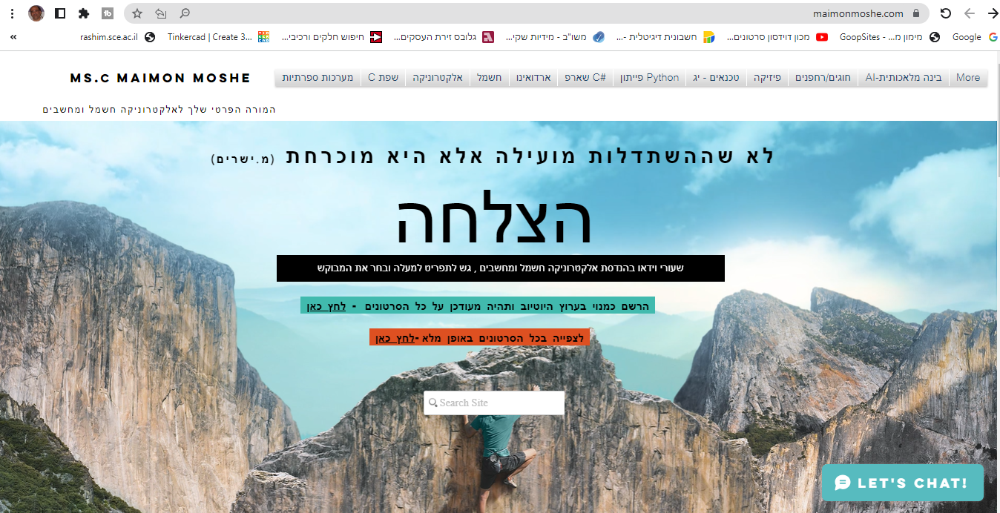 maimonmoshe.com
Google
מימון מ... - GoopSites
מכון דוידסון סרטונים...
חשבונית דיגיטלית -...
משו"ב - מידיות שקי...
גלובס זירת העסקים...
חיפוש חלקים ורכיבי...
Tinkercad | Create 3...
rashim.sce.ac.il
«
MS.C MAIMON MOSHE
המורה הפרטי שלך לאלקטרוניקה חשמל ומחשבים
מערכות ספרתיות
שפת C
אלקטרוניקה
חשמל
ארדואינו
C# שארפ
Python פייתון
טכנאים - יג
פיזיקה
חוגים/רחפנים
בינה מלאכותית-AI
More
לא שההשתדלות מועילה אלא היא מוכרחת (מ.ישרים)
הצלחה
שעורי וידאו בהנדסת אלקטרוניקה חשמל ומחשבים , גש לתפריט למעלה ובחר את המבוקש
הרשם כמנוי בערוץ היוטיוב ותהיה מעודכן על כל הסרטונים - לחץ כאן
לצפייה בכל הסרטונים באופן מלא -לחץ כאן
Search Site
LET'S CHAT!